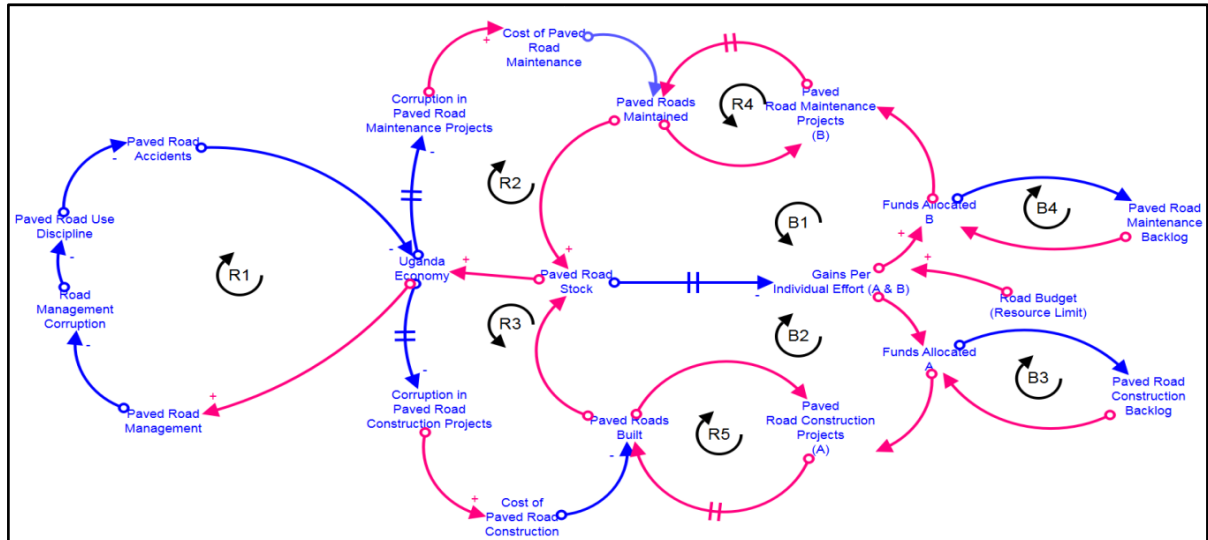 Cost of Paved
Road
Maintenance
+
Corruption in
Paved Road
Maintenance Projects
-
Paved Roads
Maintained
R4
Paved
Road Maintenance
Projects
(B)
Paved Road
Accidents
-
R2
Paved Road Use
Discipline
-
B1
Funds Allocated
B
+
B4
Paved Road
Maintenance
Backlog
R1
-
Uganda
Economy
+
+
Paved Road
Stock
-
Gains Per
Individual Effort (A & B)
+
Road Budget
(Resource Limit)
Road
Management
Corruption
-
R3
B2
+
Funds Allocated
A
B3
Paved Road
Construction
Backlog
+
Paved Road
Management
-
Corruption in
Paved Road
Construction Projects
Paved Roads
Built
-
R5
Paved
Road Construction
Projects
(A)
+
Cost of
Paved Road
Construction